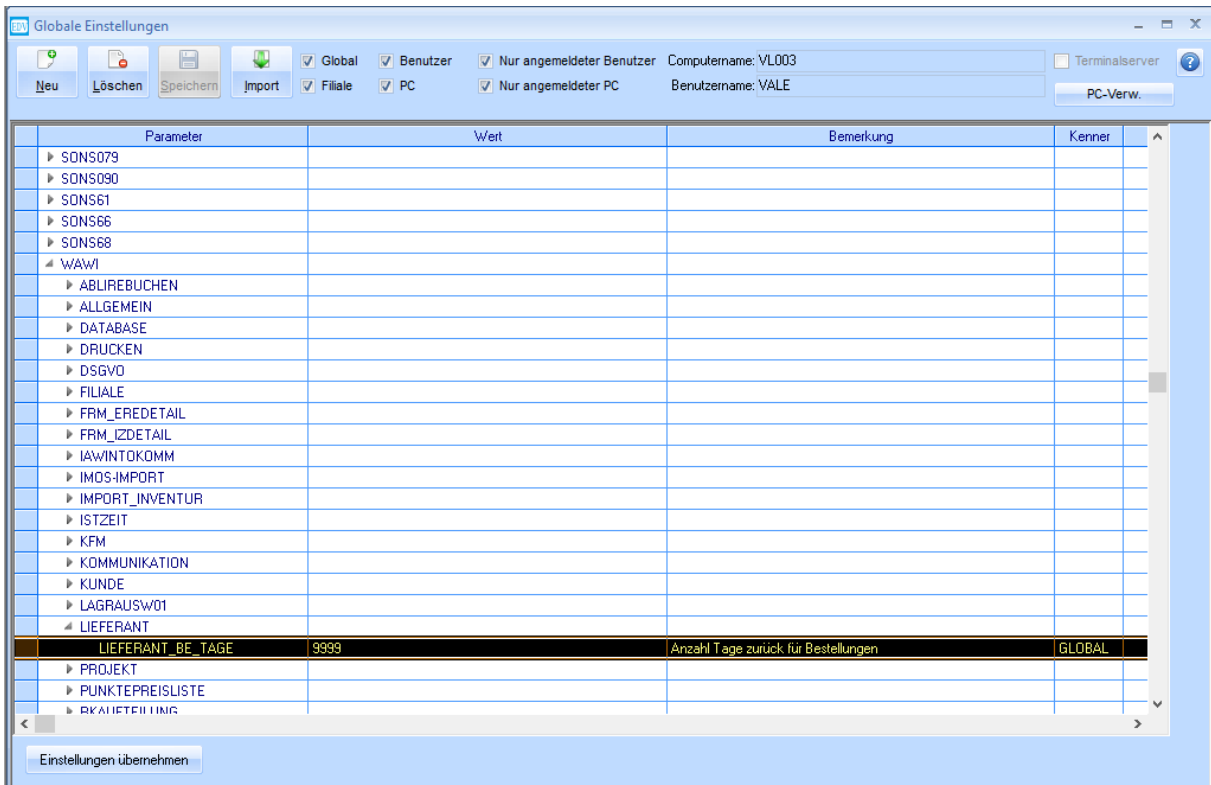 EDV Globale Einstellungen
Neu Löschen Speichern Import Global Benutzer Nur angemeldeter Benutzer Computername: VL003 Terminalserver
Filiale PC Nur angemeldeter PC Benutzername: VALE PC-Verw.
Parameter Wert Bemerkung Kenner
SONS079
SONS090
SONS61
SONS66
SONS68
WAWI
ABLIREBUCHEN
ALLGEMEIN
DATABASE
DRUCKEN
DSGVO
FILIALE
FRM_EREDETAIL
FRM_IZDETAIL
IAWINTOKOMM
IMOS-IMPORT
IMPORT_INVENTUR
ISTZEIT
KFM
KOMMUNIKATION
KUNDE
LAGRAUSW01
LIEFERANT
LIEFERANT_BE_TAGE 9999 Anzahl Tage zurück für Bestellungen GLOBAL
PROJEKT
PUNKTEPREISLISTE
RKAUFTEILUNG
Einstellungen übernehmen